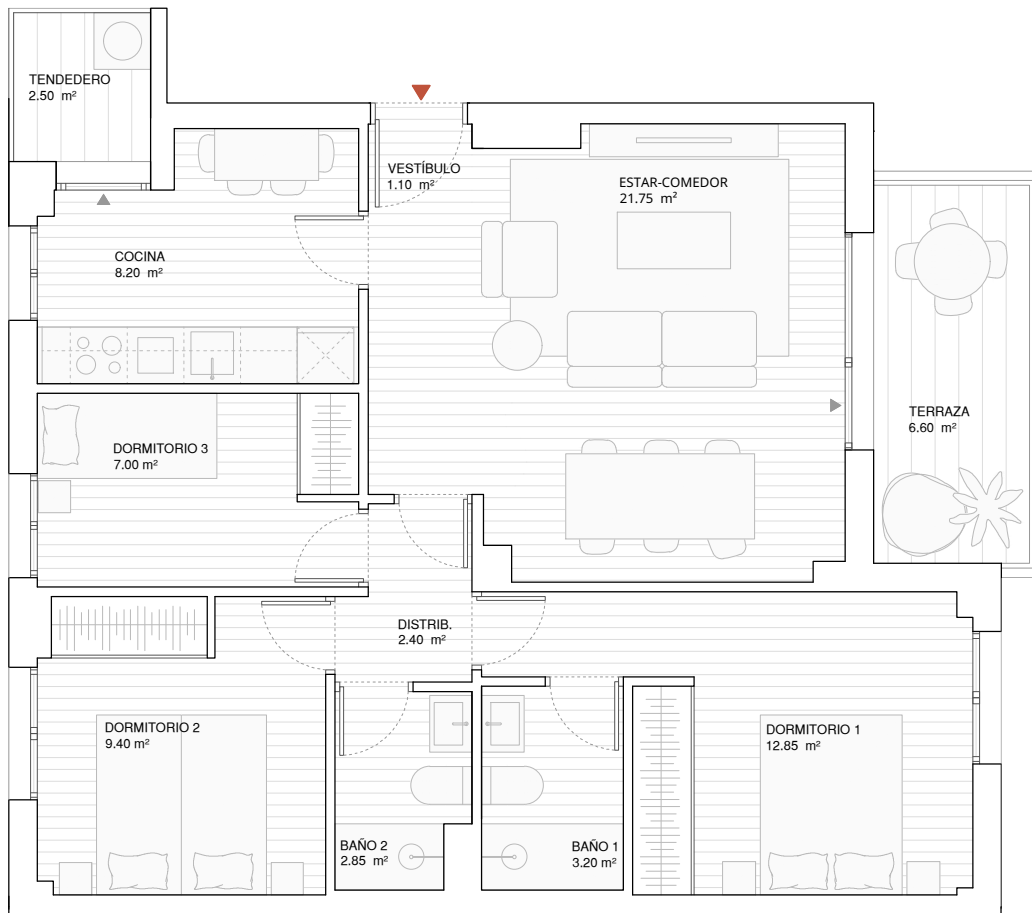 TENDEDERO
2.50 m²
VESTÍBULO
1.10 m²
ESTAR-COMEDOR
21.75 m²
COCINA
8.20 m²
TERRAZA
6.60 m²
DORMITORIO 3
7.00 m²
DISTRIB.
2.40 m²
DORMITORIO 2
9.40 m²
DORMITORIO 1
12.85 m²
BAÑO 2
2.85 m²
BAÑO 1
3.20 m²